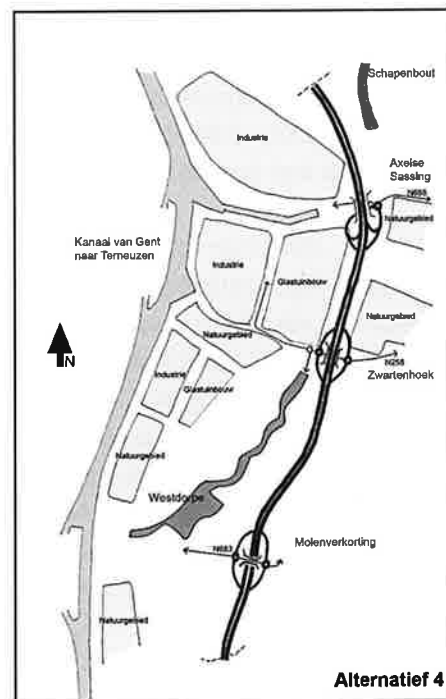 Schapenbout
Industrie
Axelse
Sassing
N688
Natuurgebied
Kanaal van Gent
naar Terneuzen
Industrie
Glastuinbouw
Natuurgebied
Natuurgebied
N
N258
Zwartenhoek
Industrie
Glastuinbouw
Natuurgebied
Westdorpe
N683
Molenverkorting
Natuurgebied
Alternatief 4